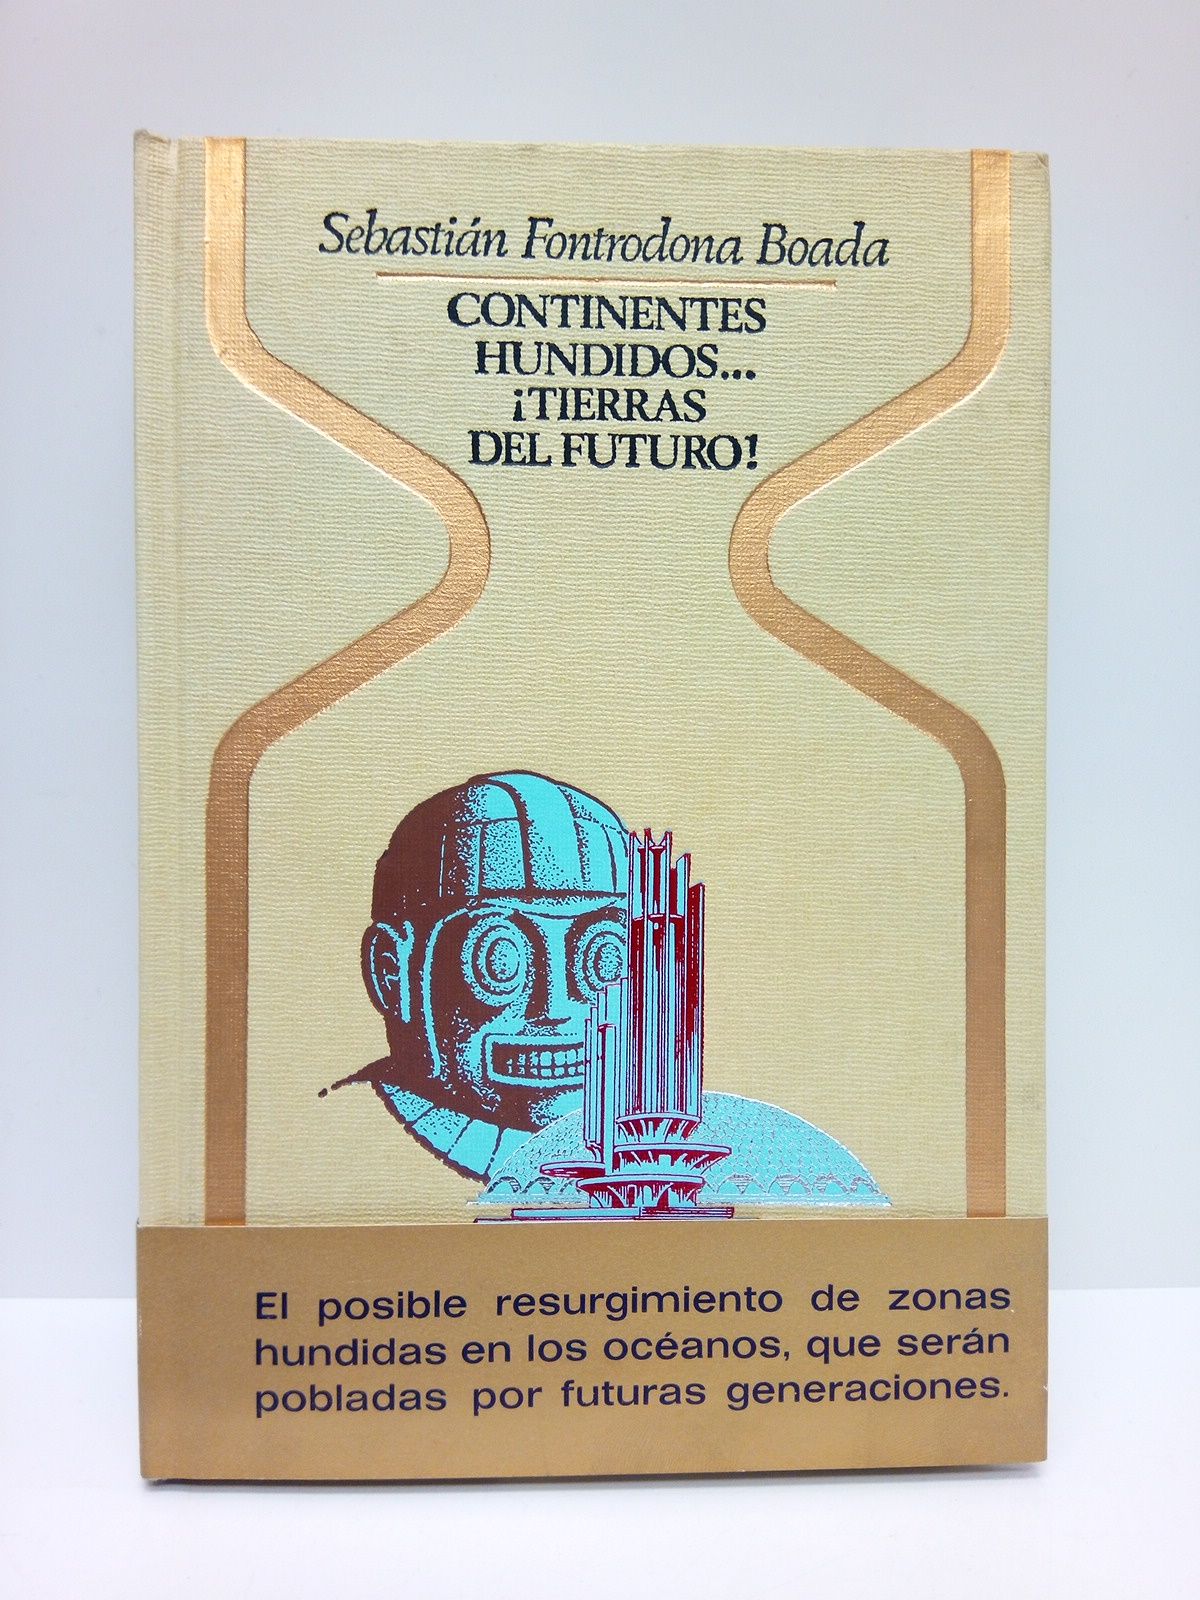 Sebastián Fontrodona Boada
CONTINENTES
HUNDIDOS...
¡TIERRAS
DEL FUTURO!
El posible resurgimiento de zonas
hundidas en los océanos, que serán
pobladas por futuras generaciones.